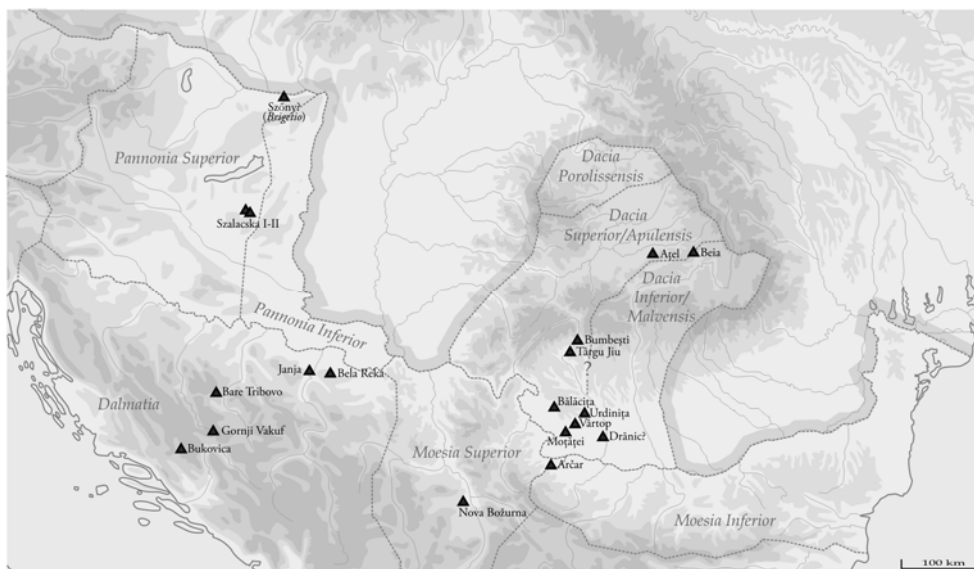 Szőny?
(Brigetio)
Pannonia Superior
Dacia
Porolissensis
Dacia
Superior/Apulensis
Szalacska I-II
Aţel
Beia
Dacia
Inferior/
Malvensis
Pannonia Inferior
Bumbeşti
Târgu Jiu
?
Janja
Bela Reka
Bare Tribovo
Dalmatia
Bălăciţa
Urdiniţa
Vârtop
Gornji Vakuf
Moţăţei
Drănic?
Bukovica
Moesia Superior
Arčar
Nova Božurna
Moesia Inferior
100 km